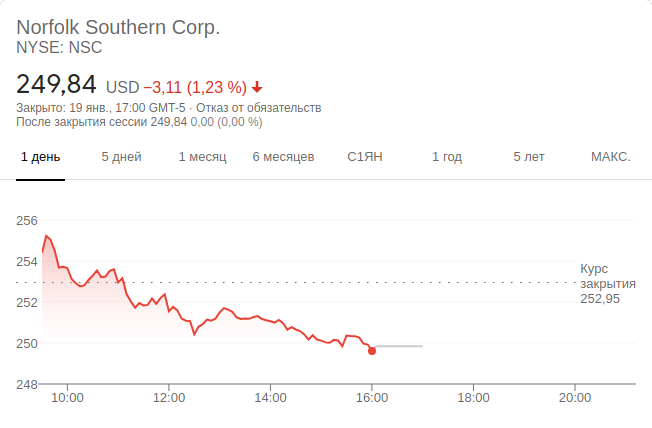 Norfolk Southern Corp.
NYSE: NSC
249,84 USD −3,11 (1,23 %)
Закрыто: 19 янв., 17:00 GMT-5 · Отказ от обязательств
После закрытия сессии 249,84 0,00 (0,00 %)
1 день 5 дней 1 месяц 6 месяцев С1ЯН 1 год 5 лет МАКС.
256
254
Курс
закрытия
252,95
252
250
248
10:00 12:00 14:00 16:00 18:00 20:00